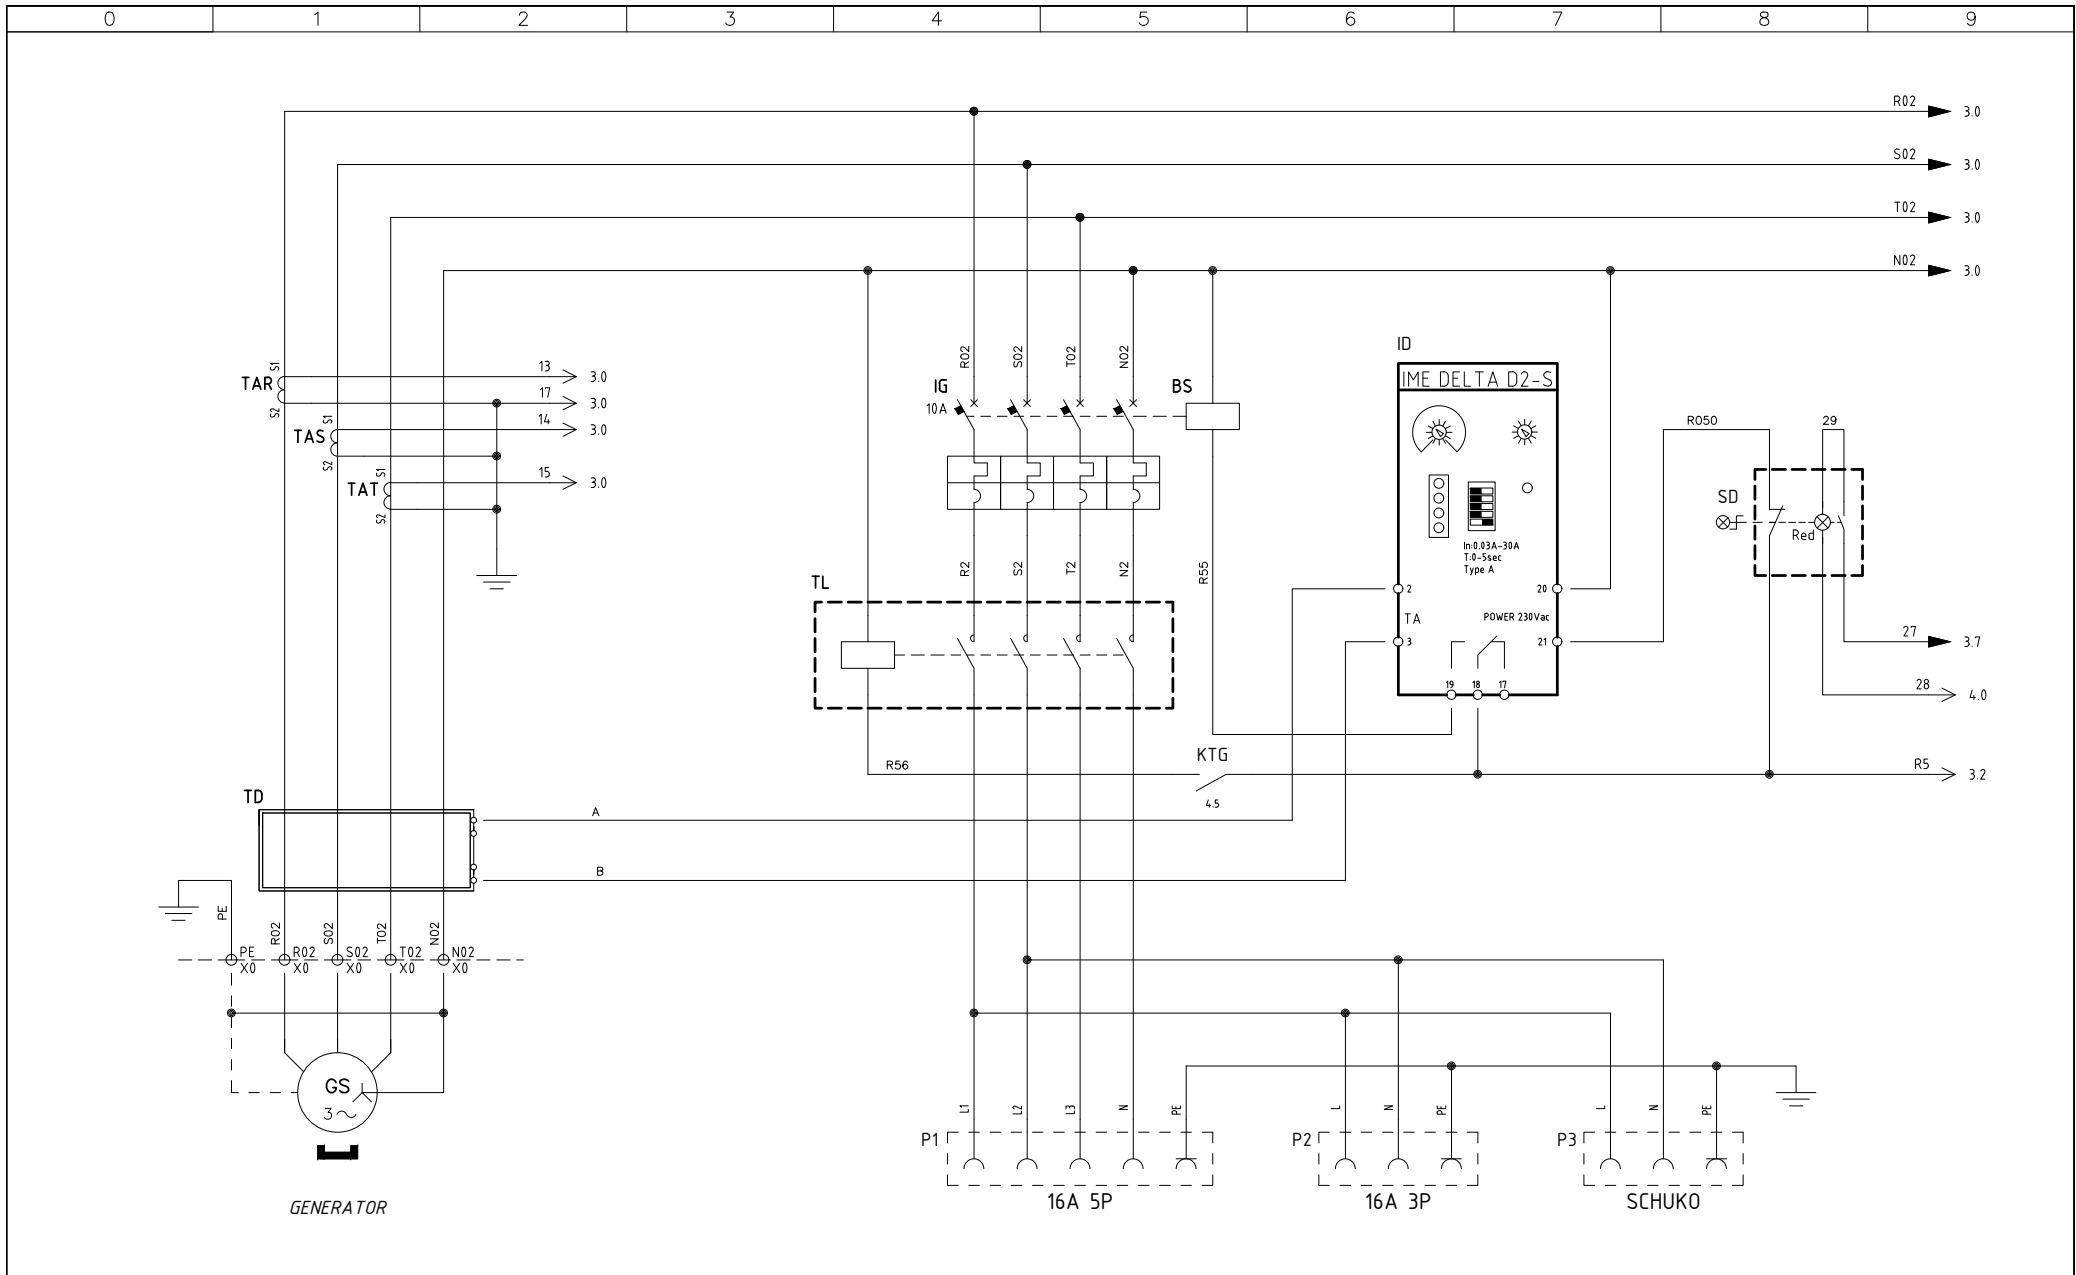 0 1 2 3 4 5 6 7 8 9
R02 3.0
S02 3.0
T02 3.0
N02 3.0
R02 S02 T02 N02
ID
IME DELTA D2-S
IG
10A
BS
TAR S1 S2
13 3.0
17 3.0
TAS S1 S2
14 3.0
TAT S1 S2
15 3.0
R050
29
SD
Red
In:0.03A-30A
T:0-5sec
Type A
R2 S2 T2 N2
R55
TL
2 20
TA
POWER 230Vac
3 21
19 18 17
27 3.7
28 4.0
KTG
4.5
R56
R5 3.2
TD
A
B
PE R02 S02 T02 N02
PE R02 S02 T02 N02
X0 X0 X0 X0 X0
GS
3
L1 L2 L3 N PE
L N PE
L N PE
P1 P2 P3
16A 5P
16A 3P
SCHUKO
GENERATOR